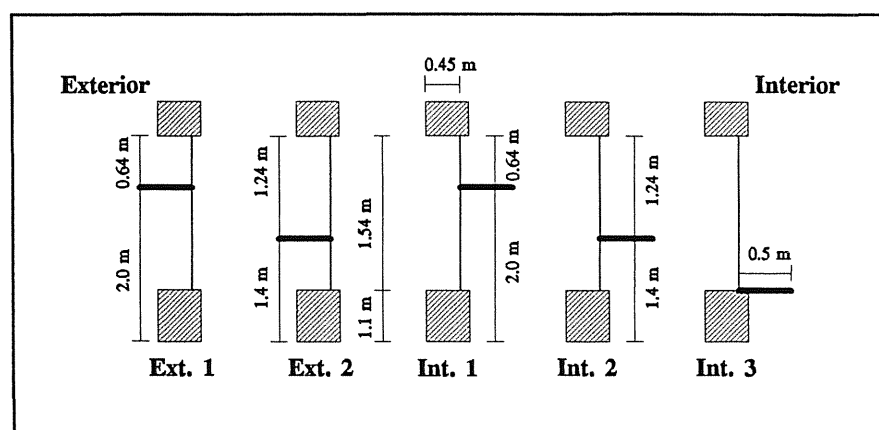 0.45 m
Exterior
Interior
0.64 m
2.0 m
1.24 m
1.4 m
1.54 m
1.1 m
0.64 m
2.0 m
1.24 m
1.4 m
0.5 m
Ext. 1
Ext. 2
Int. 1
Int. 2
Int. 3